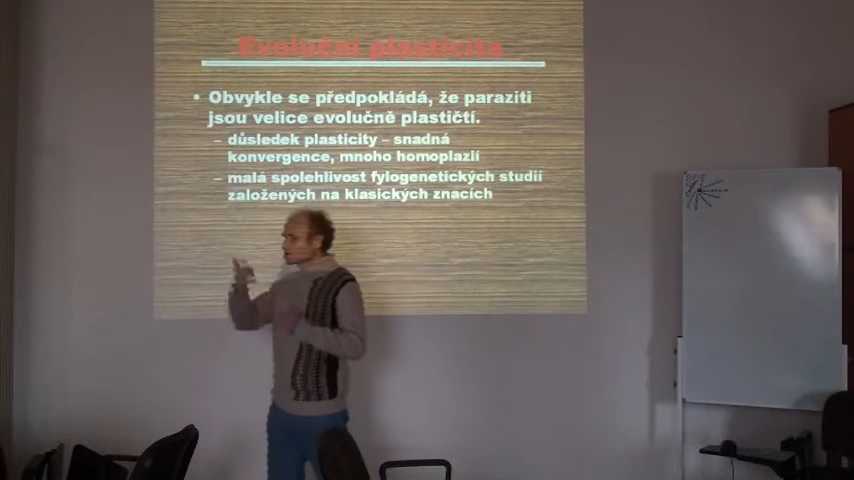 Evoluční plasticita
• Obvykle se předpokládá, že paraziti
jsou velice evolučně plastičtí.
– důsledek plasticity – snadná
konvergence, mnoho homoplazií
– malá spolehlivost fylogenetických studií
založených na klasických znacích